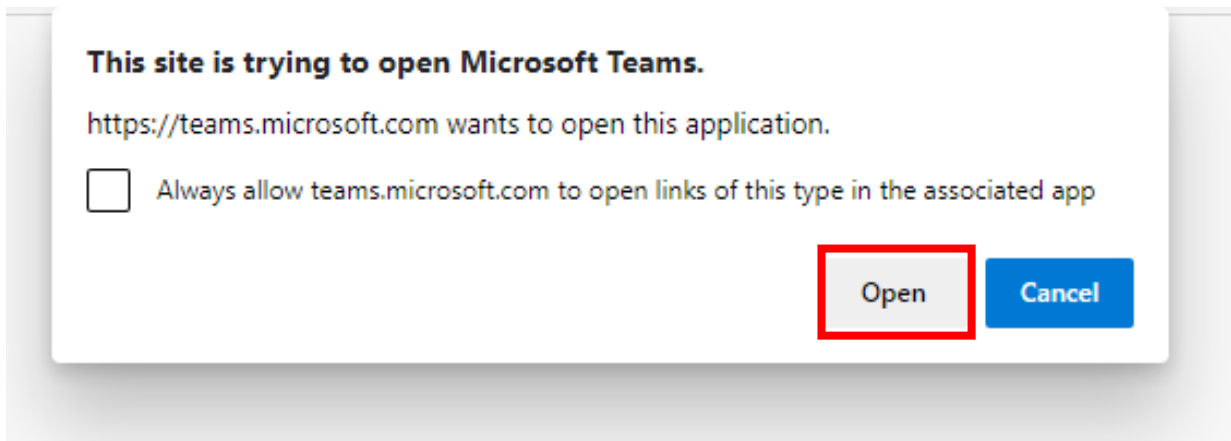 This site is trying to open Microsoft Teams.
https://teams.microsoft.com wants to open this application.
Always allow teams.microsoft.com to open links of this type in the associated app
Open
Cancel